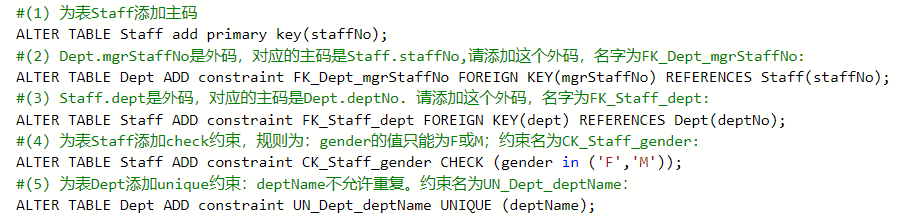 #(1) 为表Staff添加主码
ALTER TABLE Staff add primary key(staffNo);
#(2) Dept.mgrStaffNo是外码，对应的主码是Staff.staffNo,请添加这个外码，名字为FK_Dept_mgrStaffNo:
ALTER TABLE Dept ADD constraint FK_Dept_mgrStaffNo FOREIGN KEY(mgrStaffNo) REFERENCES Staff(staffNo);
#(3) Staff.dept是外码，对应的主码是Dept.deptNo. 请添加这个外码，名字为FK_Staff_dept:
ALTER TABLE Staff ADD constraint FK_Staff_dept FOREIGN KEY(dept) REFERENCES Dept(deptNo);
#(4) 为表Staff添加check约束，规则为：gender的值只能为F或M；约束名为CK_Staff_gender:
ALTER TABLE Staff ADD constraint CK_Staff_gender CHECK (gender in ('F','M'));
#(5) 为表Dept添加unique约束：deptName不允许重复。约束名为UN_Dept_deptName：
ALTER TABLE Dept ADD constraint UN_Dept_deptName UNIQUE (deptName);